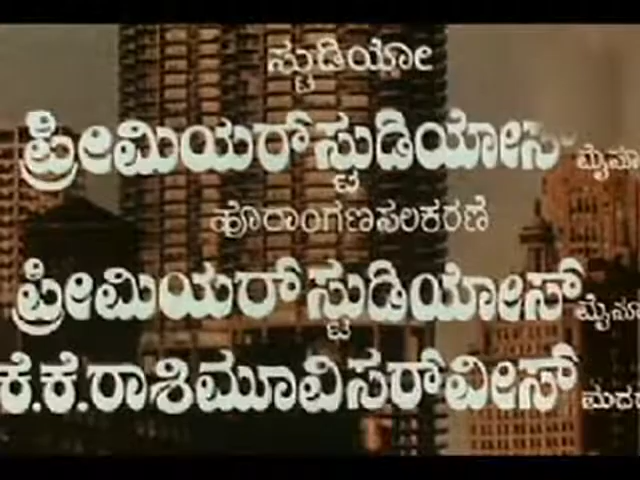 ಸ್ಟುಡಿಯೋ
ಪ್ರೀಮಿಯರ್ ಸ್ಟುಡಿಯೋಸ್
ಹೊರಾಂಗಣ ಸಲಕರಣೆ
ಪ್ರೀಮಿಯರ್ ಸ್ಟುಡಿಯೋಸ್
ಕೆ.ಕೆ.ರಾಶಿ ಮೂವಿ ಸರ್ವೀಸ್